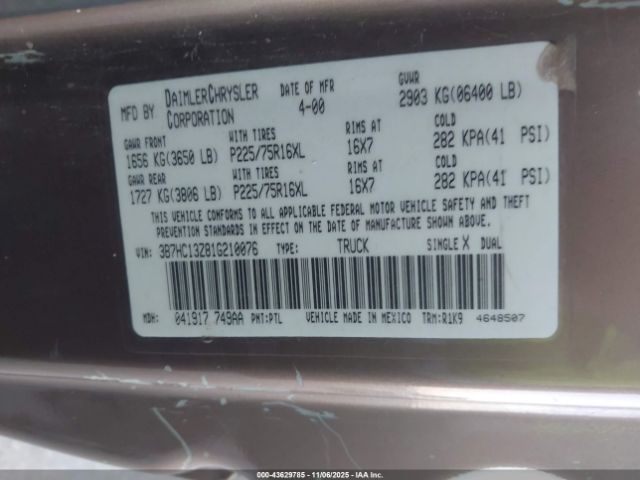 MFD BY DAIMLERCHRYSLER CORPORATION DATE OF MFR 4-00 GVWR 2903 KG(06400 LB)
GAWR FRONT WITH TIRES RIMS AT COLD
1656 KG(3650 LB) P225/75R16XL 16X7 282 KPA(41 PSI)
GAWR REAR WITH TIRES RIMS AT COLD
1727 KG(3806 LB) P225/75R16XL 16X7 282 KPA(41 PSI)
THIS VEHICLE CONFORMS TO ALL APPLICABLE FEDERAL MOTOR VEHICLE SAFETY AND THEFT
PREVENTION STANDARDS IN EFFECT ON THE DATE OF MANUFACTURE SHOWN ABOVE.
VIN: 3B7HC13Z81G210076 TYPE: TRUCK SINGLE X DUAL
MDH: 041917 749AA PNT:PTL VEHICLE MADE IN MEXICO TRM:R1K9 4648507
00-43629785 - 11/06/2025 - IAA Inc.